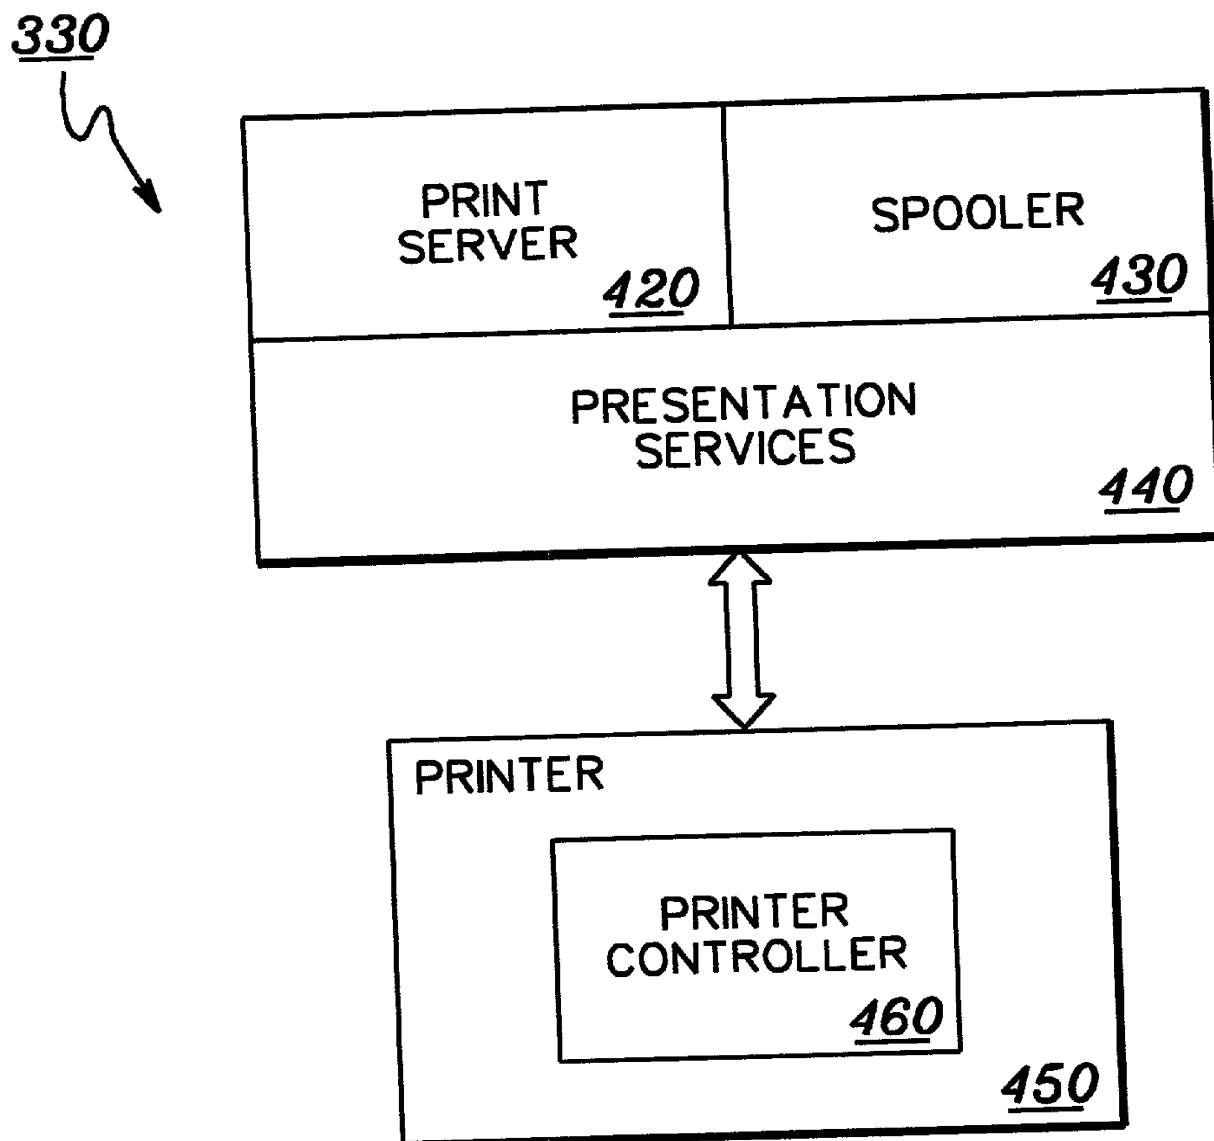 330
PRINT
SERVER
420
SPOOLER
430
PRESENTATION
SERVICES
440
PRINTER
PRINTER
CONTROLLER
460
450